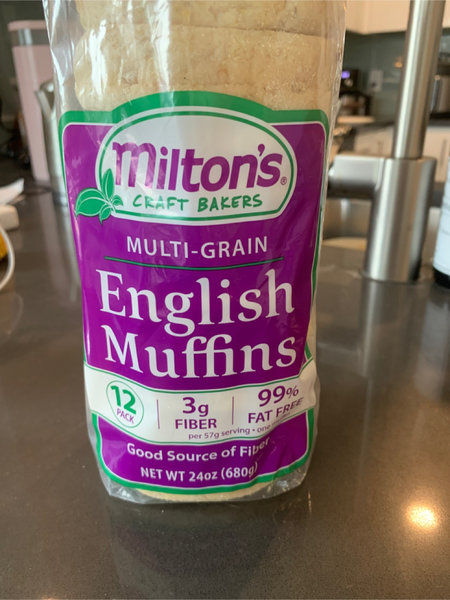 Milton's®
CRAFT BAKERS
MULTI-GRAIN
English
Muffins
12
PACK
3g
FIBER
99%
FAT FREE
per 57g serving • one
Good Source of Fiber
NET WT 24oz (680g)